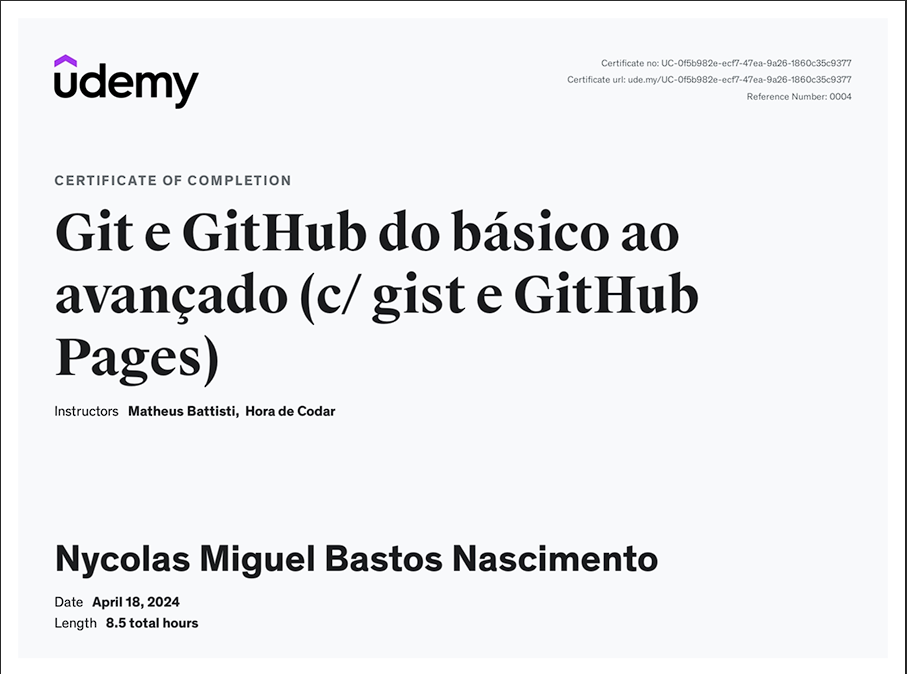 udemy
Certificate no: UC-0f5b982e-ecf7-47ea-9a26-1860c35c9377
Certificate url: ude.my/UC-0f5b982e-ecf7-47ea-9a26-1860c35c9377
Reference Number: 0004
CERTIFICATE OF COMPLETION
Git e GitHub do básico ao
avançado (c/ gist e GitHub
Pages)
Instructors Matheus Battisti, Hora de Codar
Nycolas Miguel Bastos Nascimento
Date April 18, 2024
Length 8.5 total hours